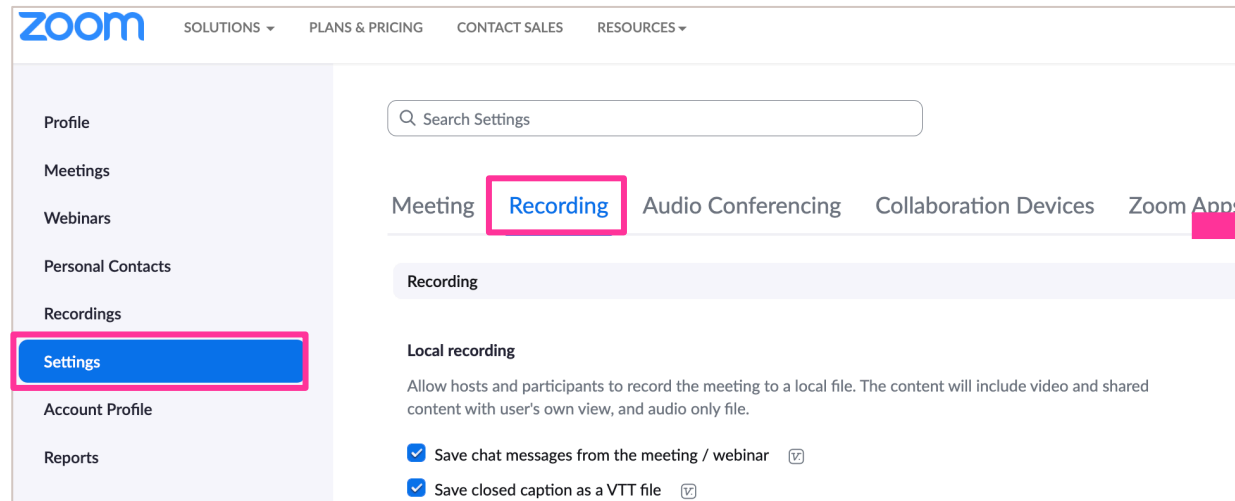 zoom SOLUTIONS PLANS & PRICING CONTACT SALES RESOURCES
Profile
Meetings
Webinars
Personal Contacts
Recordings
Settings
Account Profile
Reports
Search Settings
Meeting Recording Audio Conferencing Collaboration Devices Zoom Apps
Recording
Local recording
Allow hosts and participants to record the meeting to a local file. The content will include video and shared
content with user's own view, and audio only file.
Save chat messages from the meeting / webinar
Save closed caption as a VTT file